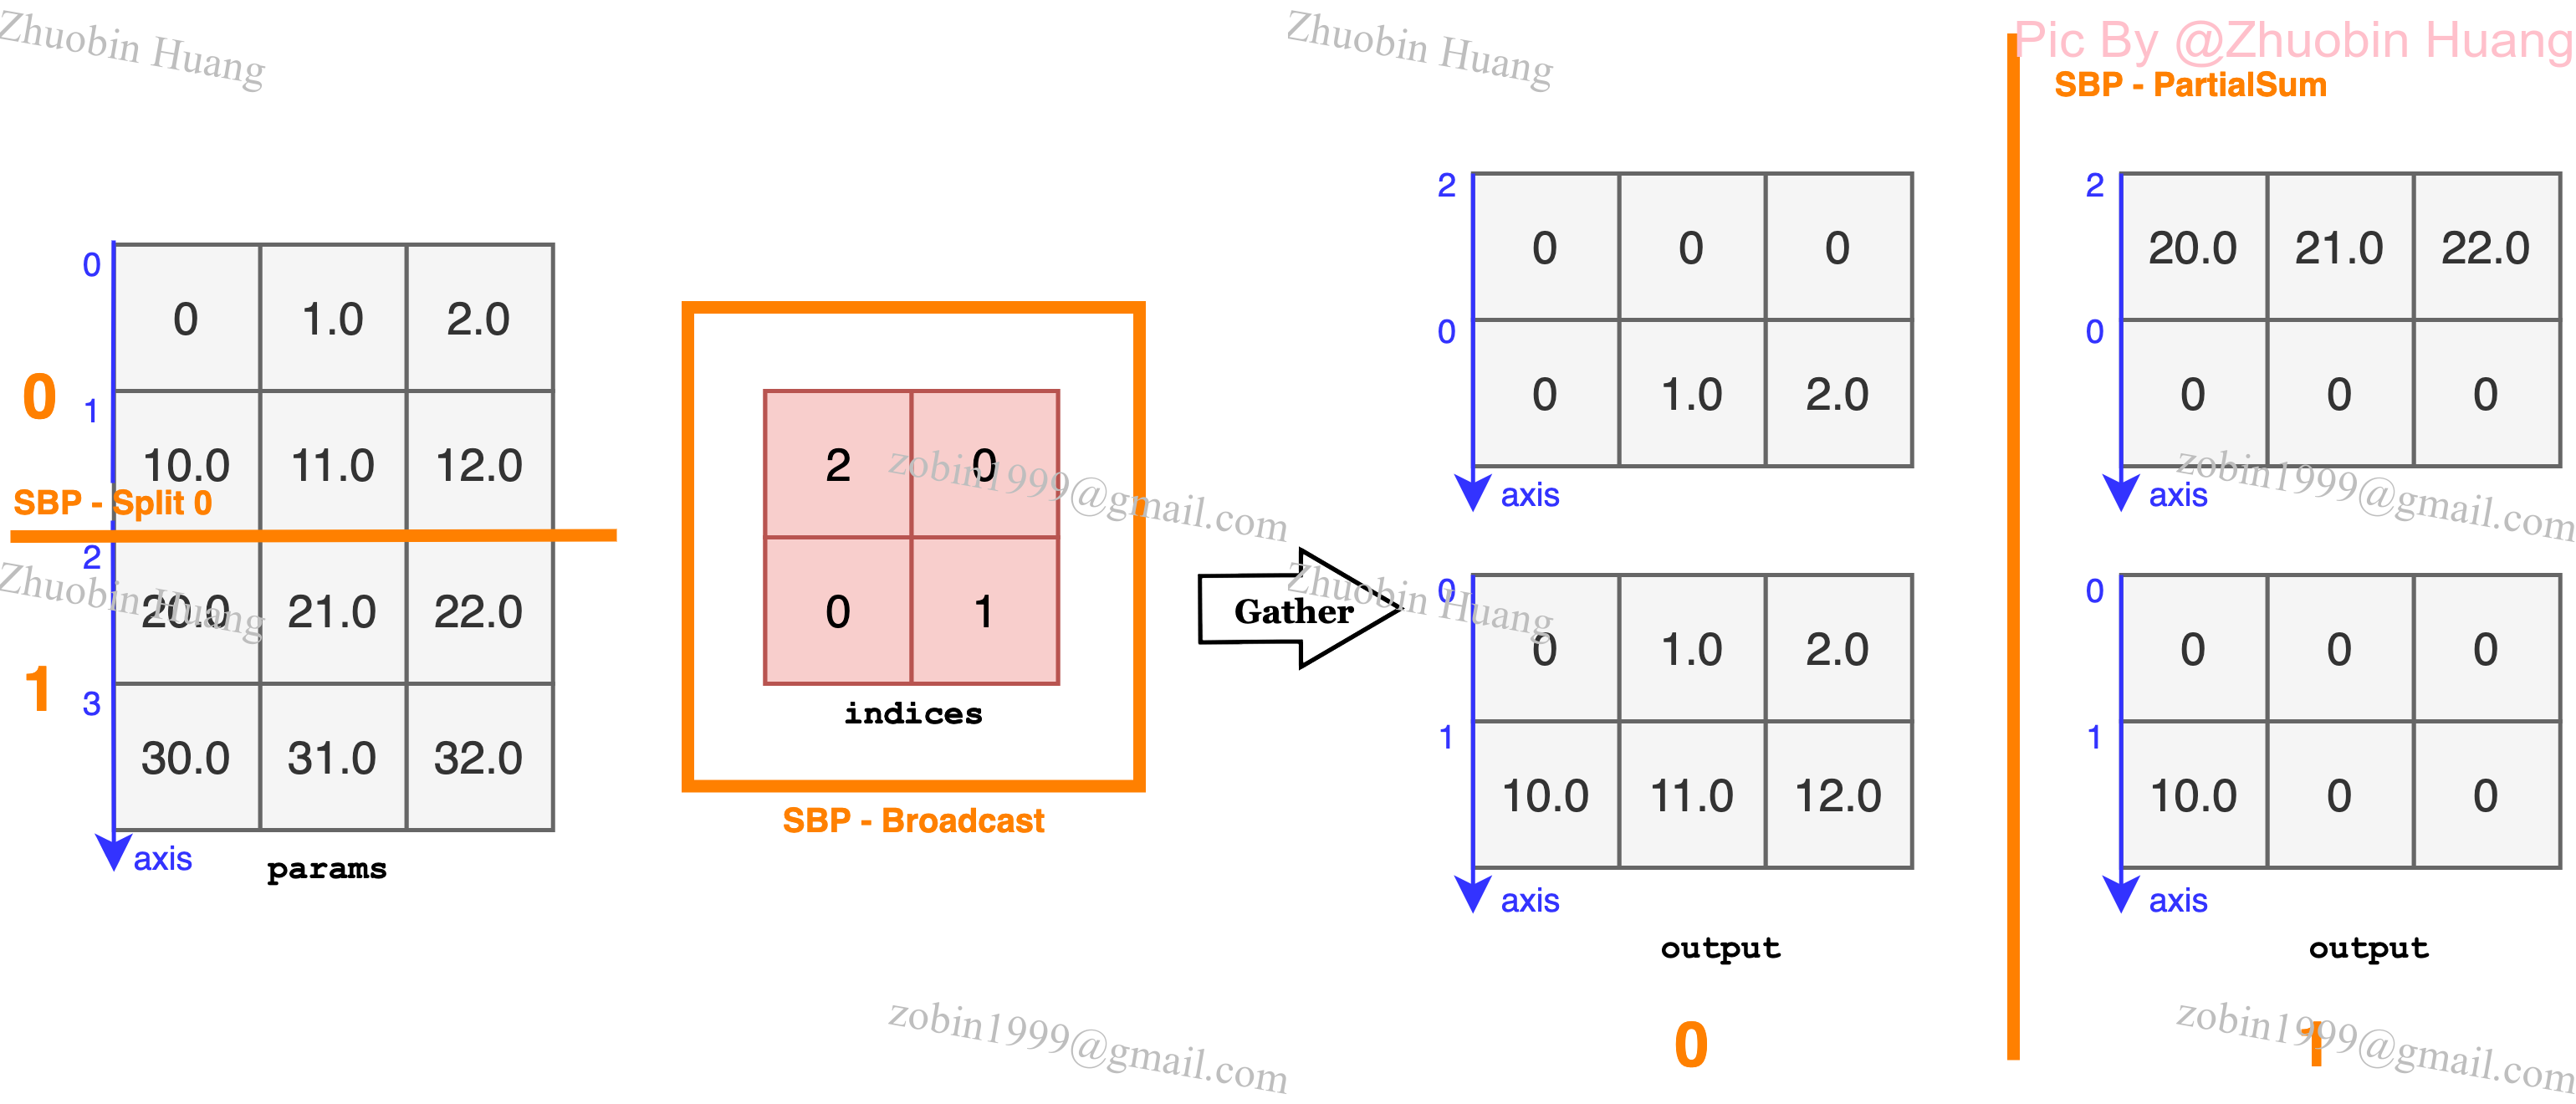 Zhuobin Huang
Zhuobin Huang
Pic By @Zhuobin Huang
SBP - PartialSum
0
1
2
3
0 1.0 2.0
10.0 11.0 12.0
20.0 21.0 22.0
30.0 31.0 32.0
0
1
SBP - Split 0
Zhuobin Huang
axis
params
2 0
0 1
indices
SBP - Broadcast
zobin1999@gmail.com
Gather
Zhuobin Huang
2
0
0 0 0
0 1.0 2.0
axis
0
1
0 1.0 2.0
10.0 11.0 12.0
axis
output
0
2
0
20.0 21.0 22.0
0 0 0
axis
zobin1999@gmail.com
0
1
0 0 0
10.0 0 0
axis
output
1
zobin1999@gmail.com
zobin1999@gmail.com